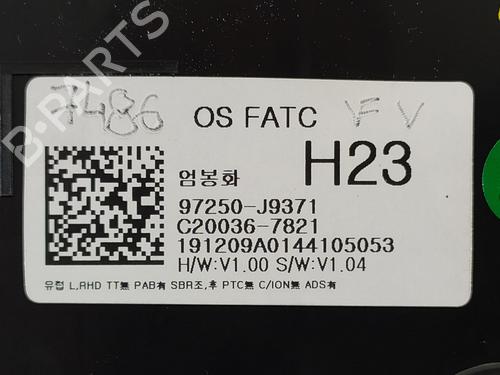 B-PARTS
7486 OS FATC YF V
엄봉화 H23
97250-J9371
C20036-7821
191209A0144105053
H/W:V1.00 S/W:V1.04
유럽 L,RHD TT無 PAB有 SBR조,후 PTC無 C/ION無 ADS有